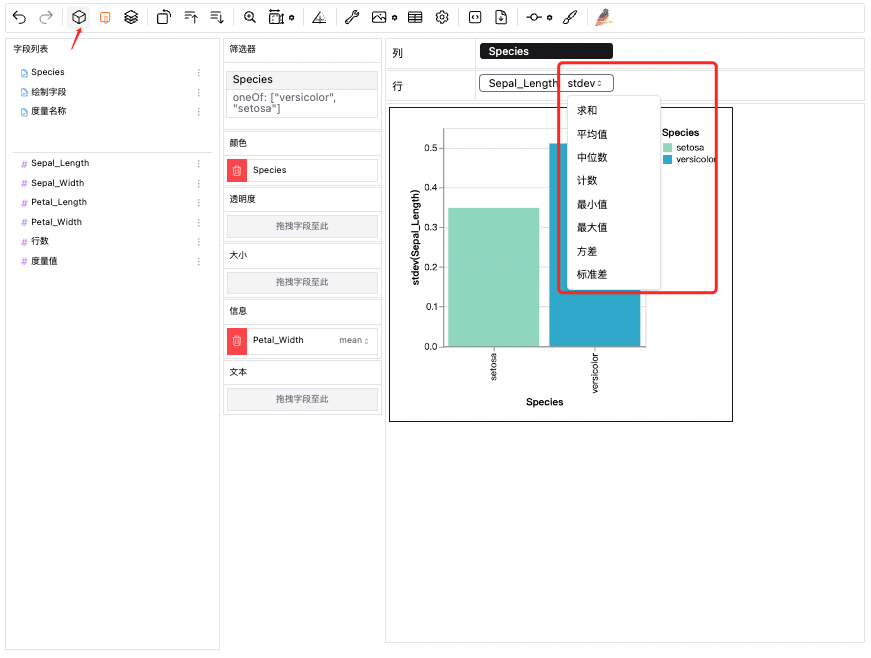 字段列表
Species
绘制字段
度量名称
Sepal_Length
Sepal_Width
Petal_Length
Petal_Width
行数
度量值
筛选器
Species
oneOf: ["versicolor",
"setosa"]
颜色
Species
透明度
拖拽字段至此
大小
拖拽字段至此
信息
Petal_Width mean
文本
拖拽字段至此
列 Species
行 Sepal_Length stdev
求和
平均值
中位数
计数
最小值
最大值
方差
标准差
Species
setosa
versicolor
stdev(Sepal_Length)
0.5
0.4
0.3
0.2
0.1
0.0
setosa
versicolor
Species